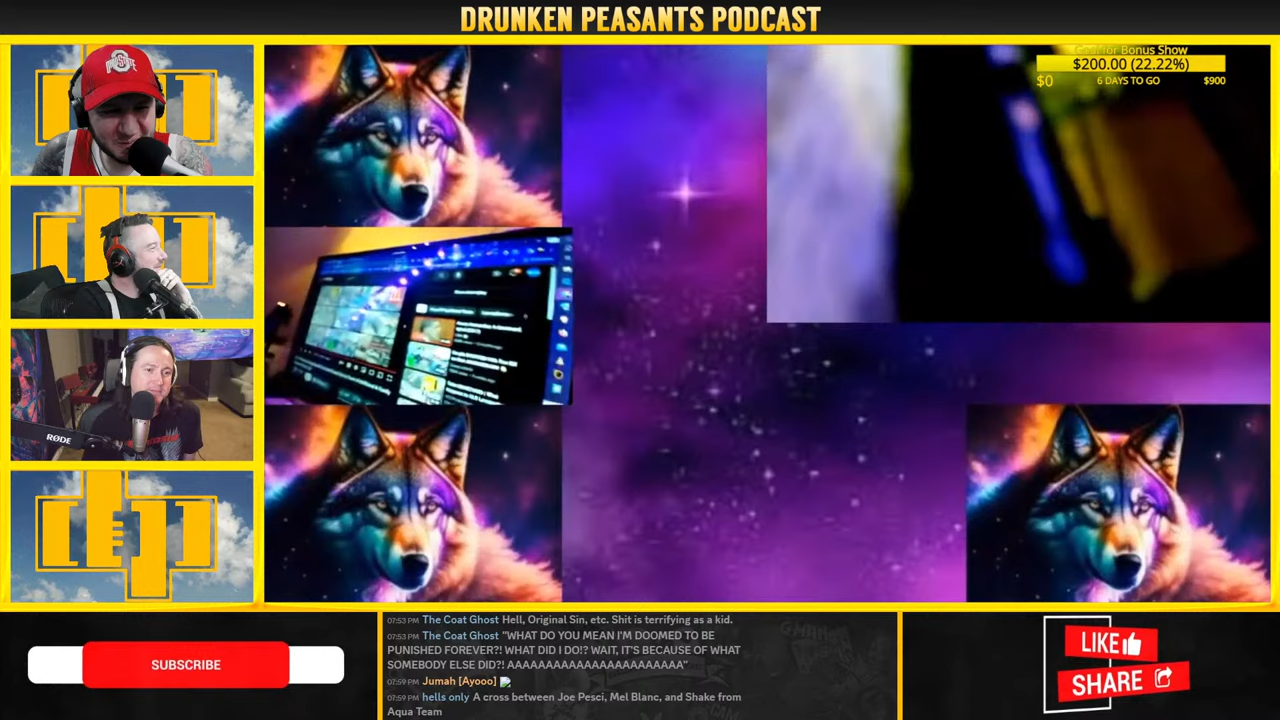 DRUNKEN PEASANTS PODCAST
Goal for Bonus Show
$200.00 (22.22%)
$0
6 DAYS TO GO
$900
RØDE
07:53 PM The Coat Ghost Hell, Original Sin, etc. Shit is terrifying as a kid.
07:53 PM The Coat Ghost "WHAT DO YOU MEAN I'M DOOMED TO BE
PUNISHED FOREVER?! WHAT DID I DO!? WAIT, IT'S BECAUSE OF WHAT
SOMEBODY ELSE DID?! AAAAAAAAAAAAAAAAAAAAAAAA"
07:59 PM Jumah [Ayooo]
07:59 PM hells only A cross between Joe Pesci, Mel Blanc, and Shake from
Aqua Team
SUBSCRIBE
LIKE
SHARE